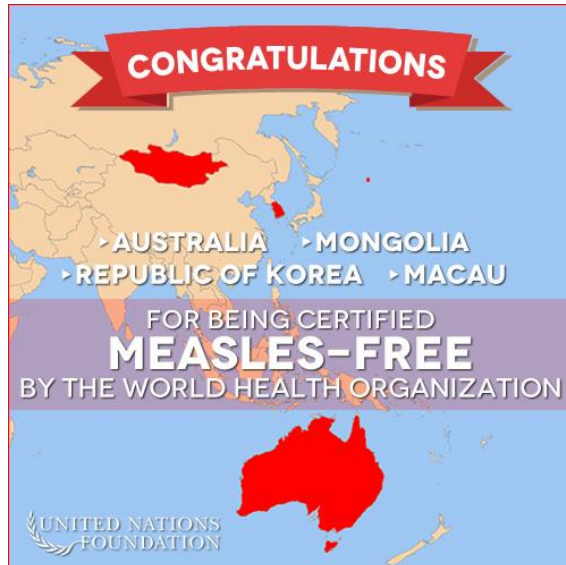 CONGRATULATIONS
▸AUSTRALIA ▸MONGOLIA
▸REPUBLIC OF KOREA ▸MACAU
FOR BEING CERTIFIED
MEASLES-FREE
BY THE WORLD HEALTH ORGANIZATION
UNITED NATIONS
FOUNDATION